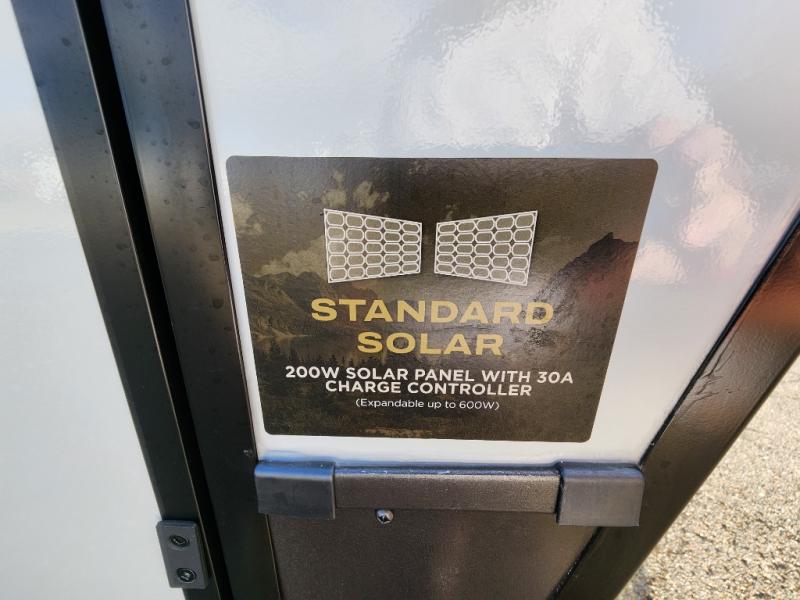 STANDARD
SOLAR
200W SOLAR PANEL WITH 30A
CHARGE CONTROLLER
(Expandable up to 600W)